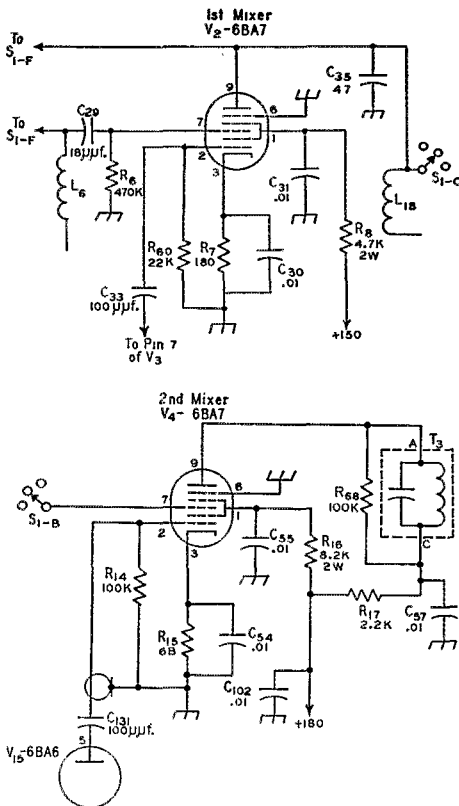 1st Mixer
V2-6BA7
To
S1-F
C35
47
9
6
C29
To
S1-F
18μμf.
7
1
2
3
L6
R6
470K
C31
.01
S1-C
L18
R8
4.7K
2W
R60
22K
R7
180
C30
.01
C33
100μμf.
To Pin 7
of V3
+150
2nd Mixer
V4- 6BA7
9
A
T3
6
S1-B
7
1
2
3
R68
100K
C55
.01
R16
8.2K
2W
C
R14
100K
R17
2.2K
C57
.01
R15
68
C54
.01
C102
.01
+180
C131
100μμf.
V15-6BA6
5